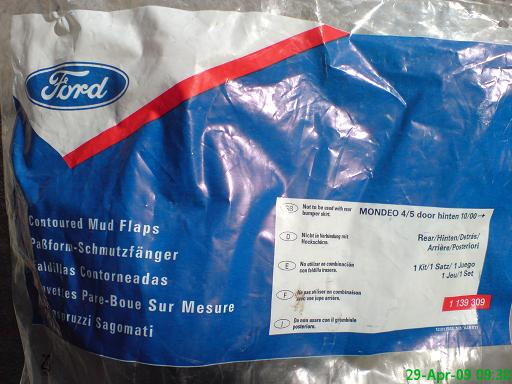 Ford
Contoured Mud Flaps
Paßform-Schmutzfänger
Faldillas Contorneadas
Bavettes Pare-Boue Sur Mesure
Paraspruzzi Sagomati
GB Not to be used with rear
bumper skirt.
D Nicht in Verbindung mit
Heckschürze.
E No utilizar en combinación
con faldilla trasera.
F Ne pas utiliser en combinaison
avec une jupe arrière.
I Da non usare con il grembiale
posteriore.
MONDEO 4/5 door hinten 10/00→
Rear/Hinten/Detrás/
Arrière/Posteriori
1 Kit/1 Satz/ 1 Juego
1 Jeu/1 Set
1 139 309
29-Apr-09 09:30